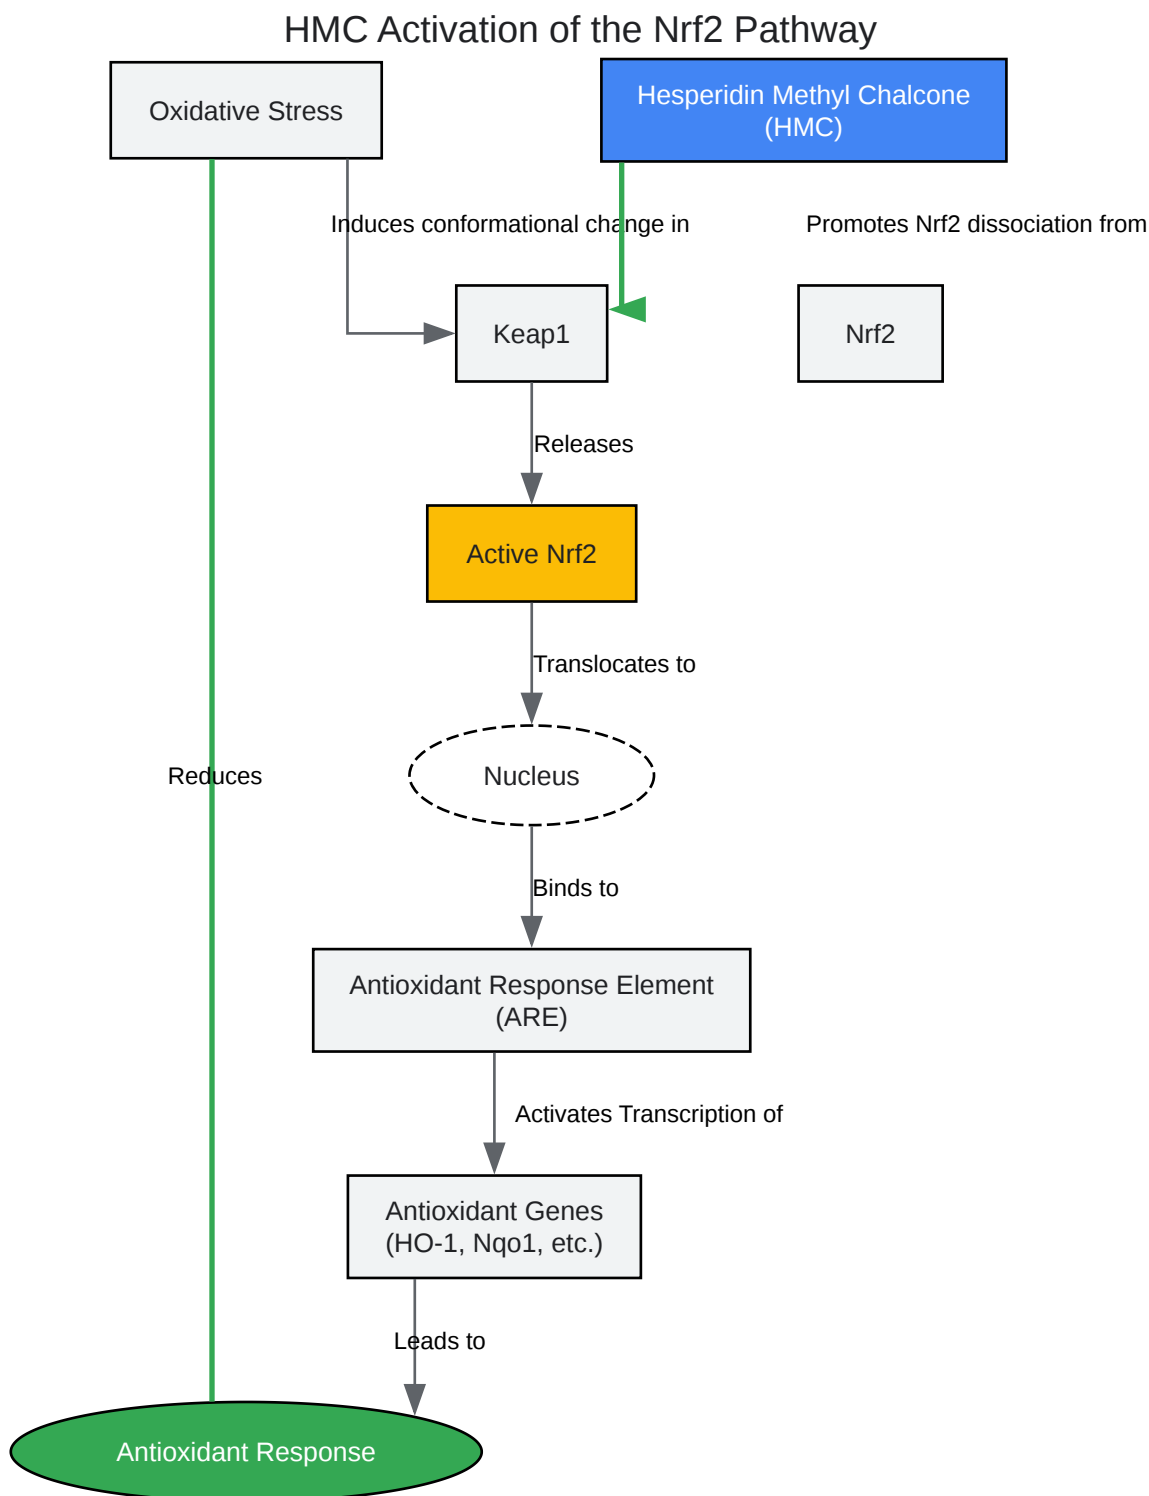 HMC Activation of the Nrf2 Pathway
Oxidative Stress
Hesperidin Methyl Chalcone
(HMC)
Induces conformational change in
Promotes Nrf2 dissociation from
Keap1
Nrf2
Releases
Active Nrf2
Translocates to
Nucleus
Reduces
Binds to
Antioxidant Response Element
(ARE)
Activates Transcription of
Antioxidant Genes
(HO-1, Nqo1, etc.)
Leads to
Antioxidant Response